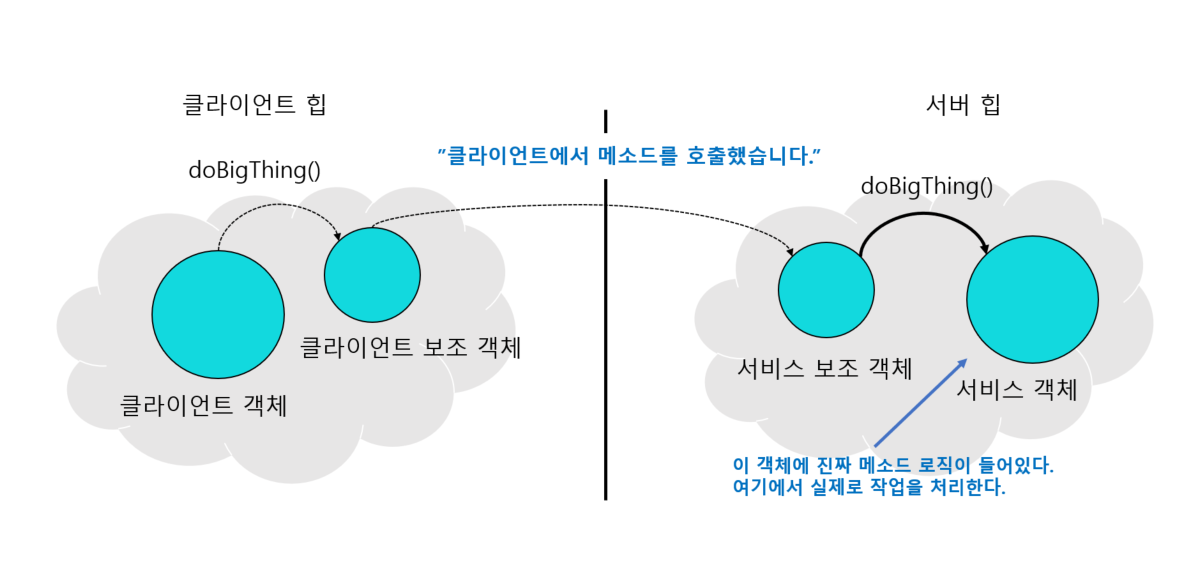 클라이언트 힙
서버 힙
"클라이언트에서 메소드를 호출했습니다."
doBigThing()
doBigThing()
클라이언트 보조 객체
서비스 보조 객체
서비스 객체
클라이언트 객체
이 객체에 진짜 메소드 로직이 들어있다.
여기에서 실제로 작업을 처리한다.